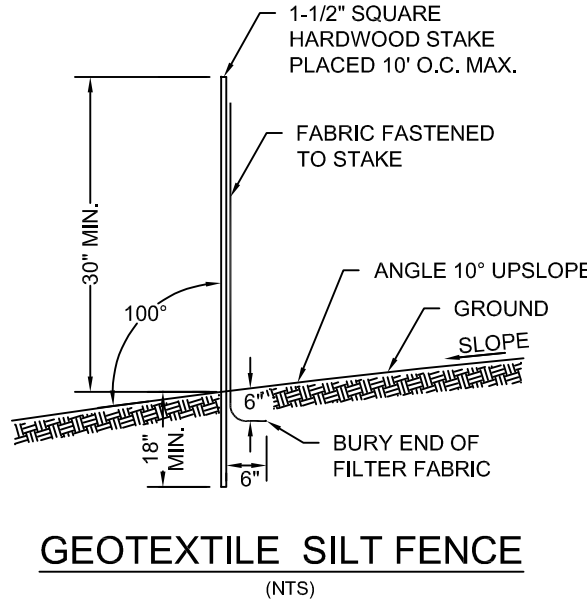 1-1/2" SQUARE
HARDWOOD STAKE
PLACED 10' O.C. MAX.
FABRIC FASTENED
TO STAKE
30" MIN.
ANGLE 10° UPSLOPE
100°
GROUND
SLOPE
6"
18"
MIN.
6"
BURY END OF
FILTER FABRIC
GEOTEXTILE SILT FENCE
(NTS)